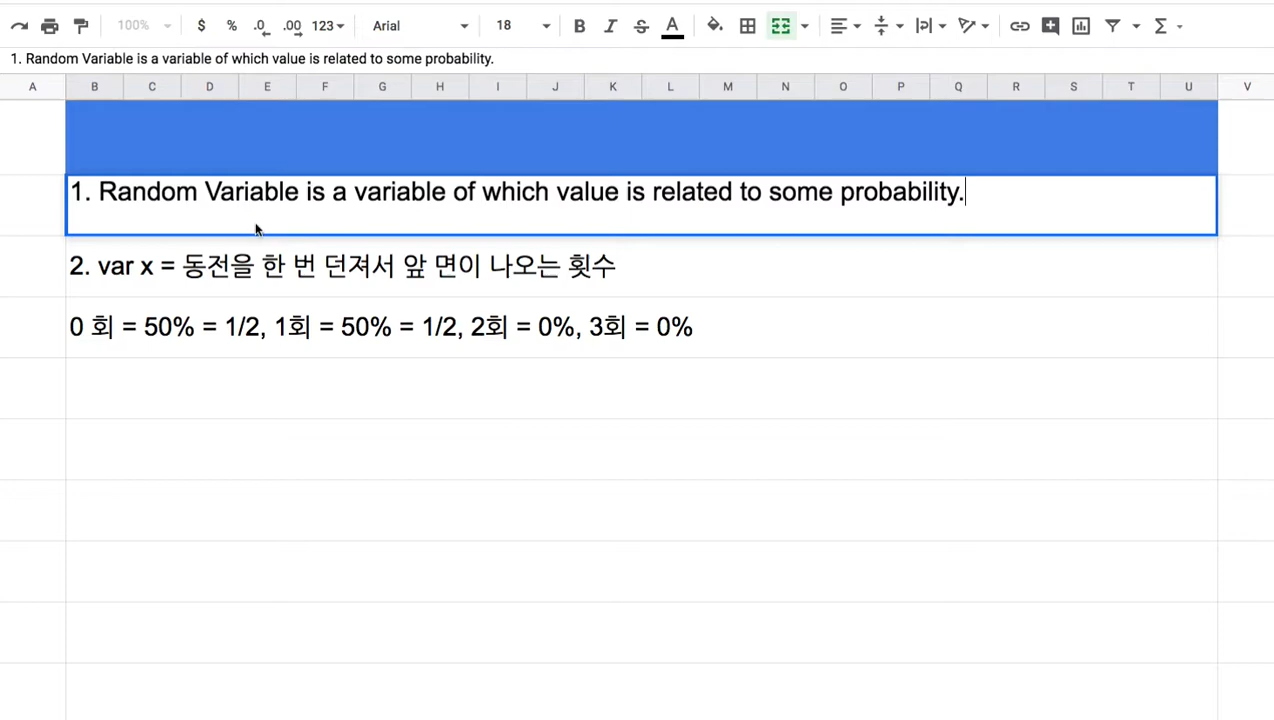 100% $ % .0 .00 123 Arial 18 B I S A Σ
1. Random Variable is a variable of which value is related to some probability.
A B C D E F G H I J K L M N O P Q R S T U V
1. Random Variable is a variable of which value is related to some probability.
2. var x = 동전을 한 번 던져서 앞 면이 나오는 횟수
0 회 = 50% = 1/2, 1회 = 50% = 1/2, 2회 = 0%, 3회 = 0%